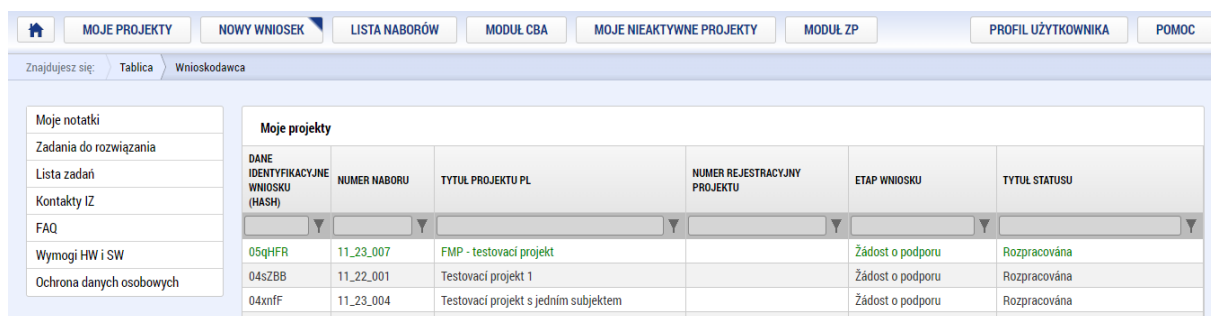 MOJE PROJEKTY NOWY WNIOSEK LISTA NABORÓW MODUŁ CBA MOJE NIEAKTYWNE PROJEKTY MODUŁ ZP PROFIL UŻYTKOWNIKA POMOC
Znajdujesz się: Tablica Wnioskodawca
Moje notatki
Zadania do rozwiązania
Lista zadań
Kontakty IZ
FAQ
Wymogi HW i SW
Ochrona danych osobowych
Moje projekty
DANE IDENTYFIKACYJNE WNIOSKU (HASH) NUMER NABORU TYTUŁ PROJEKTU PL NUMER REJESTRACYJNY PROJEKTU ETAP WNIOSKU TYTUŁ STATUSU
05qHFR 11_23_007 FMP - testovací projekt Žádost o podporu Rozpracována
04sZBB 11_22_001 Testovací projekt 1 Žádost o podporu Rozpracována
04xnfF 11_23_004 Testovací projekt s jedním subjektem Žádost o podporu Rozpracována